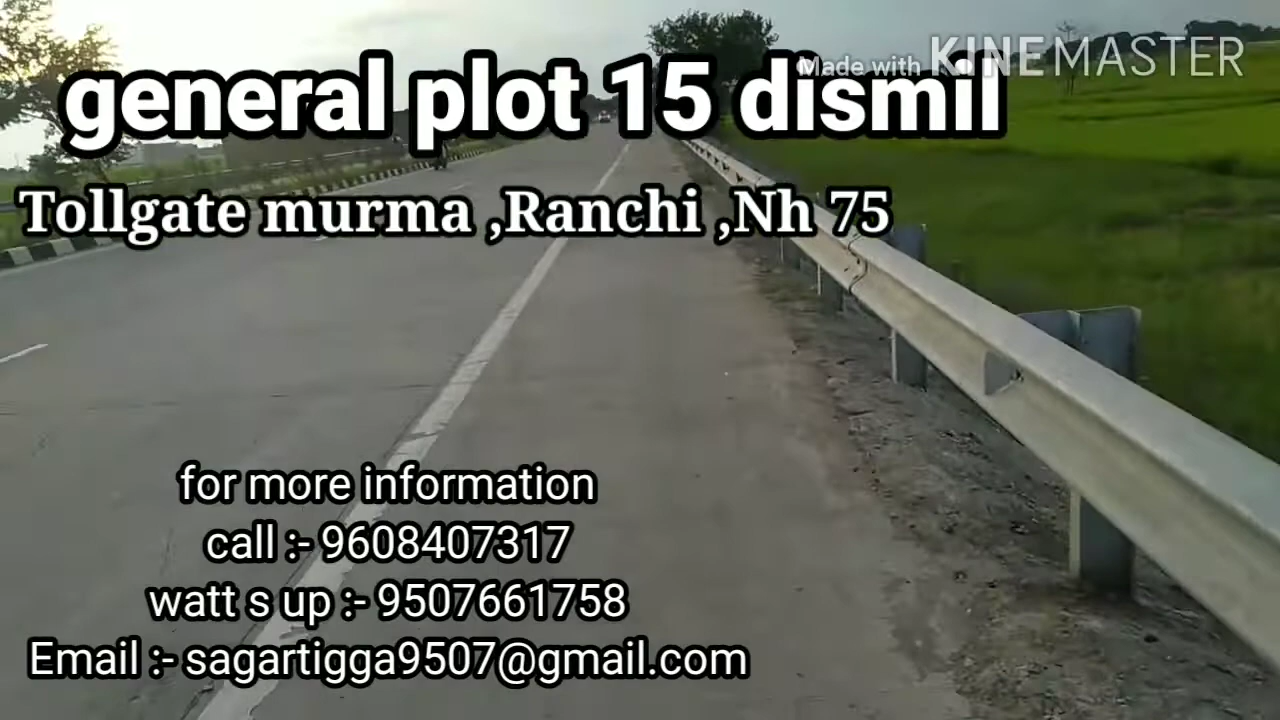 Made with KINEMASTER
general plot 15 dismil
Tollgate murma ,Ranchi ,Nh 75
for more information
call :- 9608407317
watt s up :- 9507661758
Email :- sagartigga9507@gmail.com